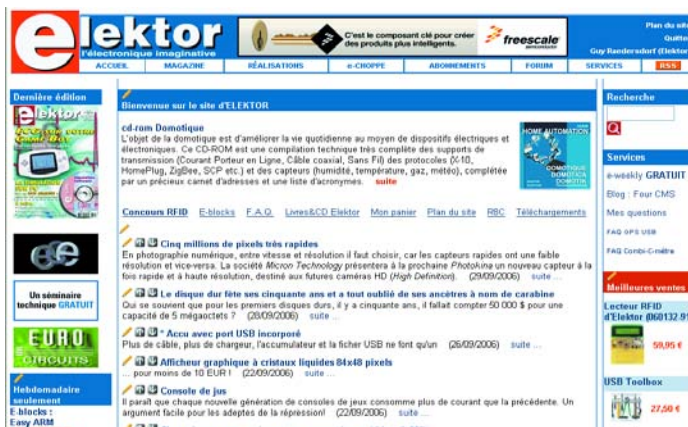 elektor
l'électronique imaginative
C'est le composant clé pour créer
des produits plus intelligents.
freescale
semiconductor
Plan du site
Quitter
Guy Raedersdorf (Elektor
ACCUEIL MAGAZINE RÉALISATIONS e-CHOPPE ABONNEMENTS FORUM SERVICES RSS
Dernière édition
elektor
Un séminaire
technique GRATUIT
EURO
CIRCUITS
Hebdomadaire
seulement
E-blocks :
Easy ARM
Bienvenue sur le site d'ELEKTOR
cd-rom Domotique
L'objet de la domotique est d'améliorer la vie quotidienne au moyen de dispositifs électriques et
électroniques. Ce CD-ROM est une compilation technique très complète des supports de
transmission (Courant Porteur en Ligne, Câble coaxial, Sans Fil) des protocoles (X-10,
HomePlug, ZigBee, SCP etc.) et des capteurs (humidité, température, gaz, météo), complétée
par un précieux carnet d'adresses et une liste d'acronymes. suite
HOME AUTOMATION
DOMOTIQUE
DOMOTICA
DOMOTIK
Concours RFID E-blocks F.A.Q. Livres&CD Elektor Mon panier Plan du site RBC Téléchargements
Cinq millions de pixels très rapides
En photographie numérique, entre vitesse et résolution il faut choisir, car les capteurs rapides ont une faible
résolution et vice-versa. La société Micron Technology présentera à la prochaine Photokina un nouveau capteur à la
fois rapide et à haute résolution, destiné aux futures caméras HD (High Definition). (29/09/2006) suite ...
Le disque dur fête ses cinquante ans et a tout oublié de ses ancêtres à nom de carabine
Qui se souvient que pour les premiers disques durs, il y a cinquante ans, il fallait compter 50 000 $ pour une
capacité de 5 mégaoctets ? (28/09/2006) suite ...
* Accu avec port USB incorporé
Plus de câble, plus de chargeur, l'accumulateur et la ficher USB ne font qu'un (26/09/2006) suite ...
Afficheur graphique à cristaux liquides 84x48 pixels
... pour moins de 10 EUR ! (22/09/2006) suite ...
Console de jus
Il paraît que chaque nouvelle génération de consoles de jeux consomme plus de courant que la précédente. Un
argument facile pour les adeptes de la répression! (22/09/2006) suite ...
Recherche
Services
e-weekly GRATUIT
Blog : Four CMS
Mes questions
FAQ GPS USB
FAQ Combi-C-mètre
Meilleures ventes
Lecteur RFID
d'Elektor (060132-91
59,95 €
USB Toolbox
27,50 €